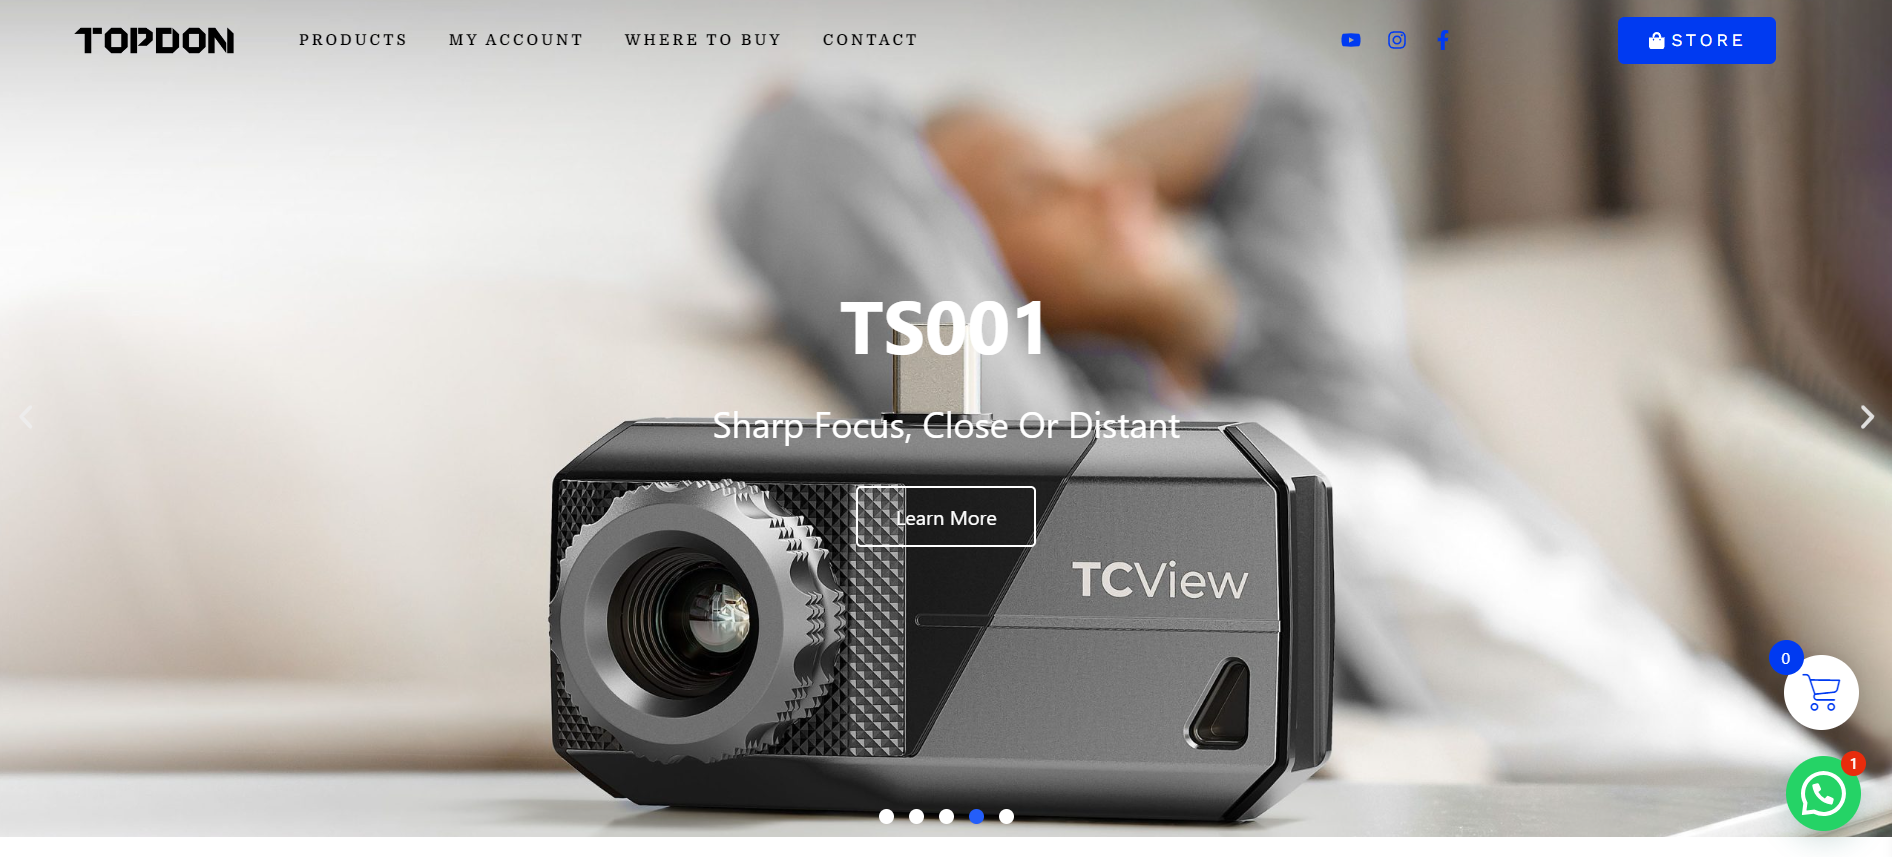 TOPDON
PRODUCTS
MY ACCOUNT
WHERE TO BUY
CONTACT
STORE
TS001
Sharp Focus, Close Or Distant
Learn More
TCView
0
1